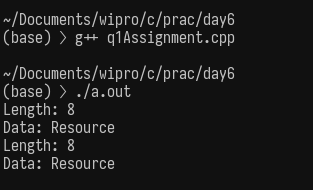 ~/Documents/wipro/c/prac/day6
(base) > g++ q1Assignment.cpp
~/Documents/wipro/c/prac/day6
(base) > ./a.out
Length: 8
Data: Resource
Length: 8
Data: Resource